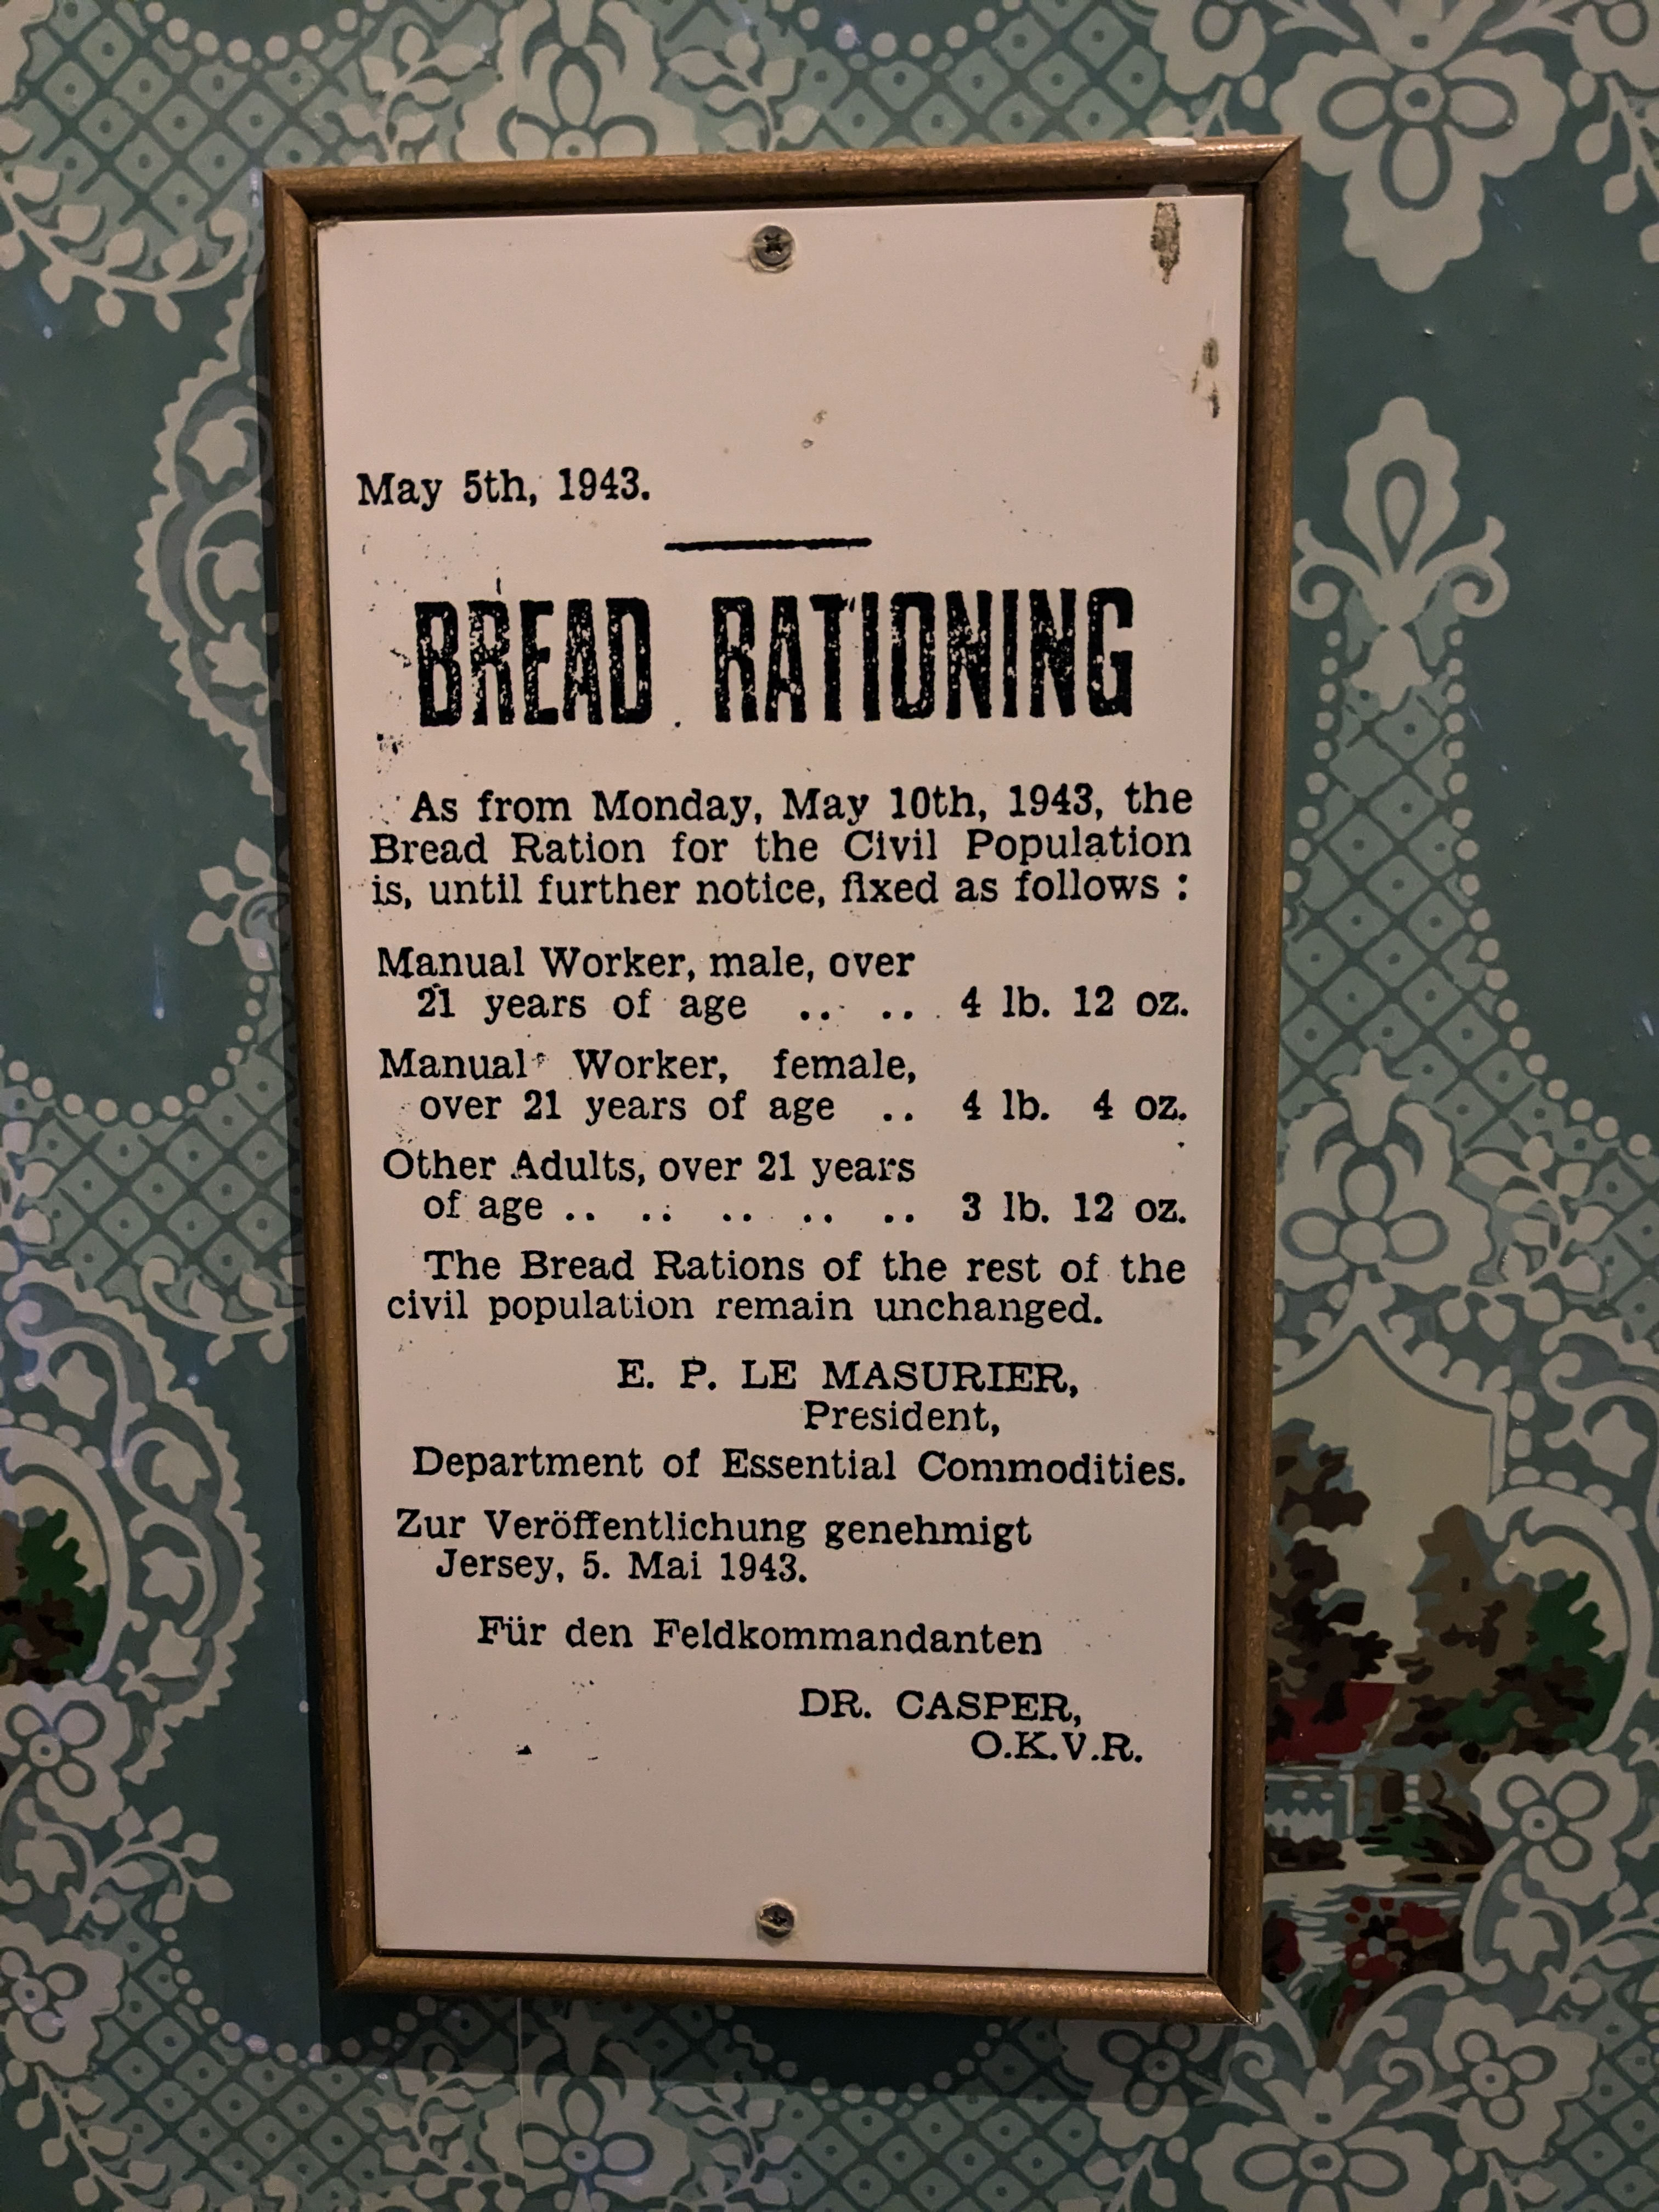 May 5th, 1943.
BREAD RATIONING
As from Monday, May 10th, 1943, the
Bread Ration for the Civil Population
is, until further notice, fixed as follows :
Manual Worker, male, over
21 years of age .. .. 4 lb. 12 oz.
Manual Worker, female,
over 21 years of age .. 4 lb. 4 oz.
Other Adults, over 21 years
of age .. .. .. .. .. 3 lb. 12 oz.
The Bread Rations of the rest of the
civil population remain unchanged.
E. P. LE MASURIER,
President,
Department of Essential Commodities.
Zur Veröffentlichung genehmigt
Jersey, 5. Mai 1943.
Für den Feldkommandanten
DR. CASPER,
O.K.V.R.